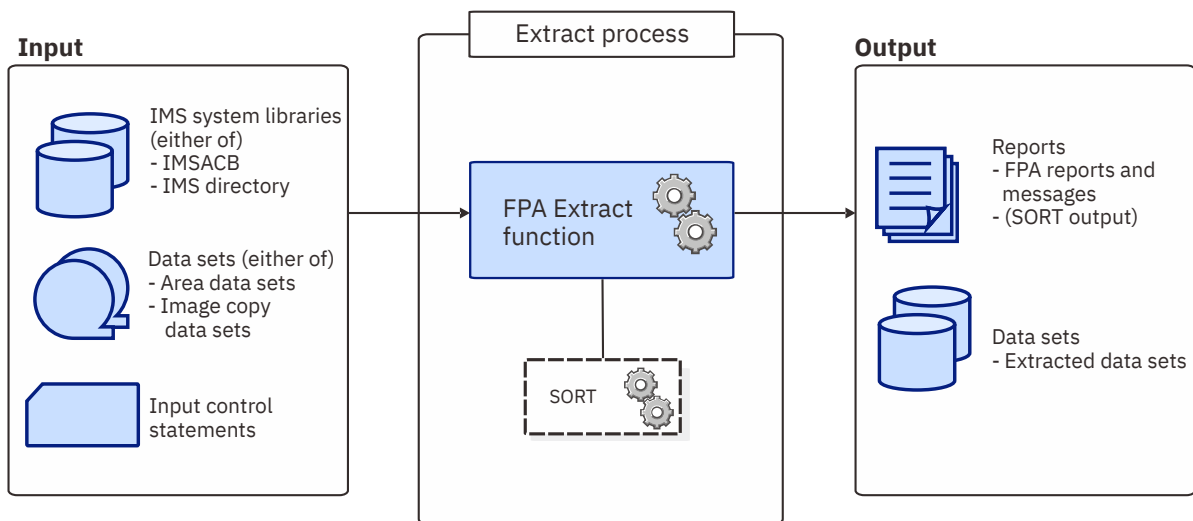 Input
IMS system libraries
(either of)
- IMSACB
- IMS directory
Data sets (either of)
- Area data sets
- Image copy
data sets
Input control
statements
Extract process
FPA Extract
function
SORT
Output
Reports
- FPA reports and
messages
- (SORT output)
Data sets
- Extracted data sets